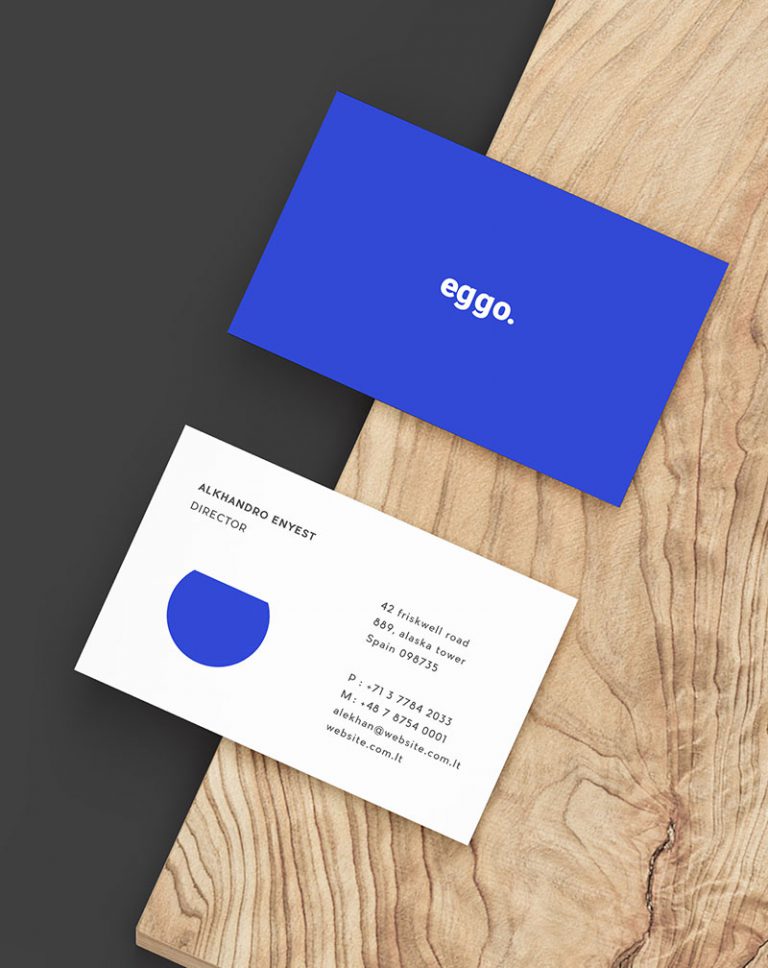 eggo.
ALKHANDRO ENYEST
DIRECTOR
42 friskwell road
889, alaska tower
Spain 098735
P : +71 3 7784 2033
M : +48 7 8754 0001
alekhan@website.com.lt
website.com.lt